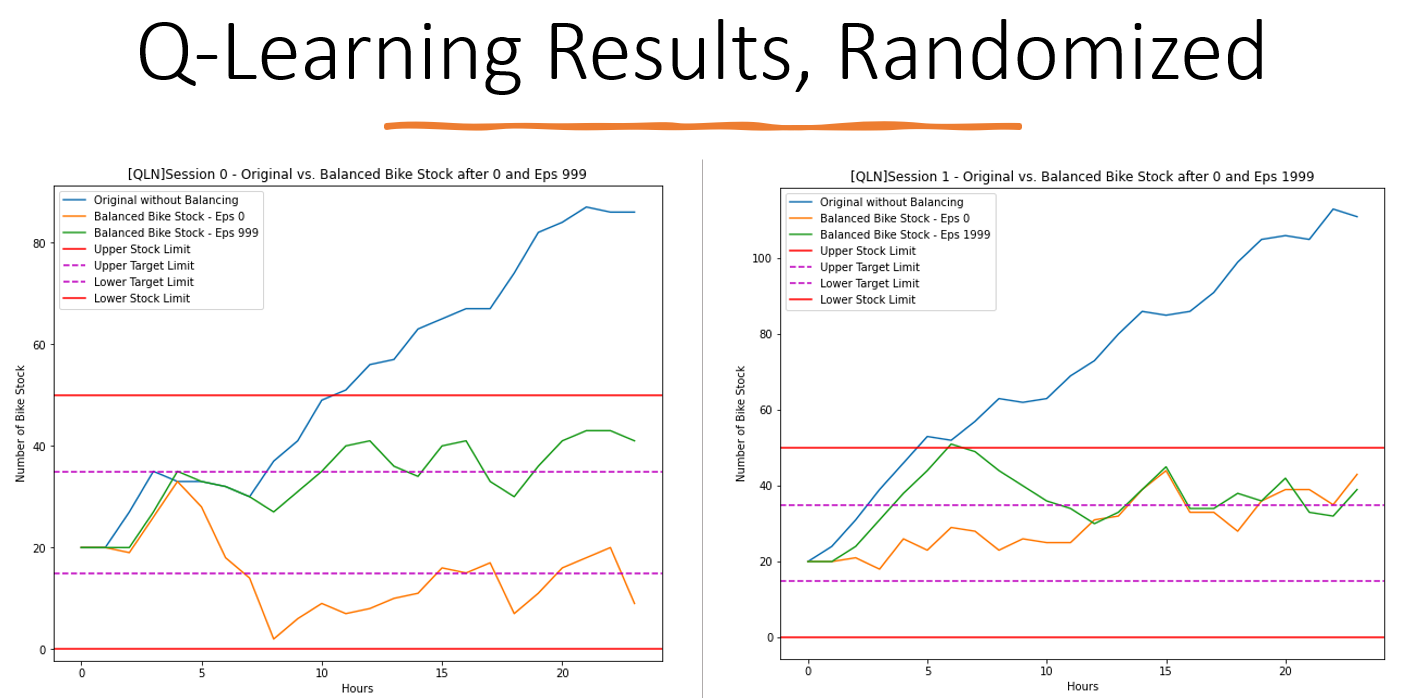 Q-Learning Results, Randomized
[QLN]Session 0 - Original vs. Balanced Bike Stock after 0 and Eps 999
Original without Balancing
Balanced Bike Stock - Eps 0
Balanced Bike Stock - Eps 999
Upper Stock Limit
Upper Target Limit
Lower Target Limit
Lower Stock Limit
Number of Bike Stock
80
60
40
20
0
0 5 10 15 20
Hours
[QLN]Session 1 - Original vs. Balanced Bike Stock after 0 and Eps 1999
Original without Balancing
Balanced Bike Stock - Eps 0
Balanced Bike Stock - Eps 1999
Upper Stock Limit
Upper Target Limit
Lower Target Limit
Lower Stock Limit
Number of Bike Stock
100
80
60
40
20
0
0 5 10 15 20
Hours